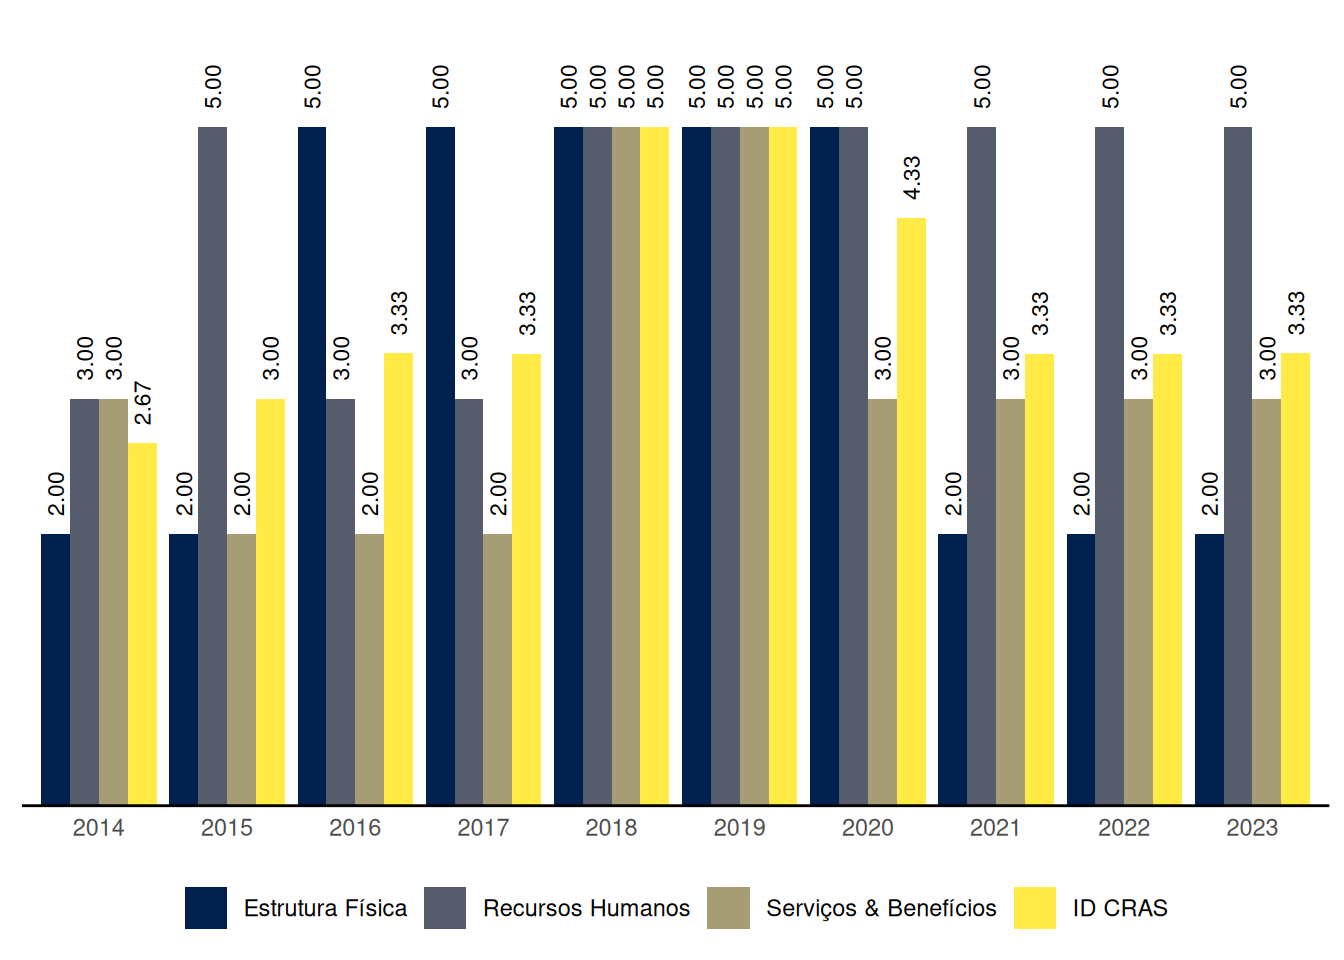 5.00 5.00 5.00 5.00 5.00 5.00 5.00 5.00 5.00 5.00 5.00 5.00 5.00 5.00 5.00 5.00
4.33
3.33 3.33 3.33 3.33 3.33
3.00 3.00 3.00 3.00 3.00 3.00 3.00 3.00 3.00
2.67
2.00 2.00 2.00 2.00 2.00 2.00 2.00 2.00
2014 2015 2016 2017 2018 2019 2020 2021 2022 2023
Estrutura Física Recursos Humanos Serviços & Benefícios ID CRAS